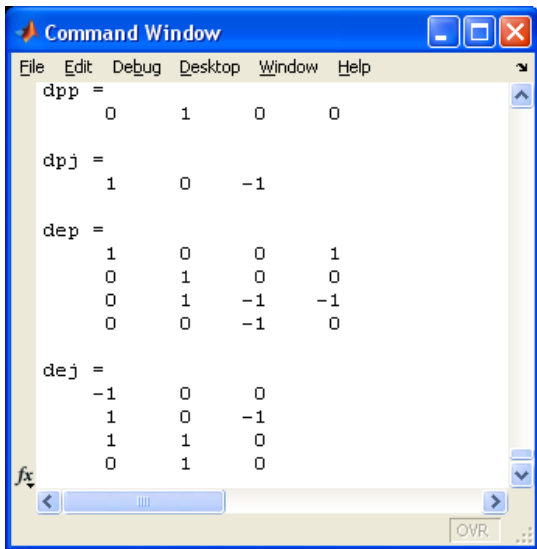 Command Window
File Edit Debug Desktop Window Help
dpp =
0 1 0 0
dpj =
1 0 -1
dep =
1 0 0 1
0 1 0 0
0 1 -1 -1
0 0 -1 0
dej =
-1 0 0
1 0 -1
1 1 0
0 1 0
fx
OVR